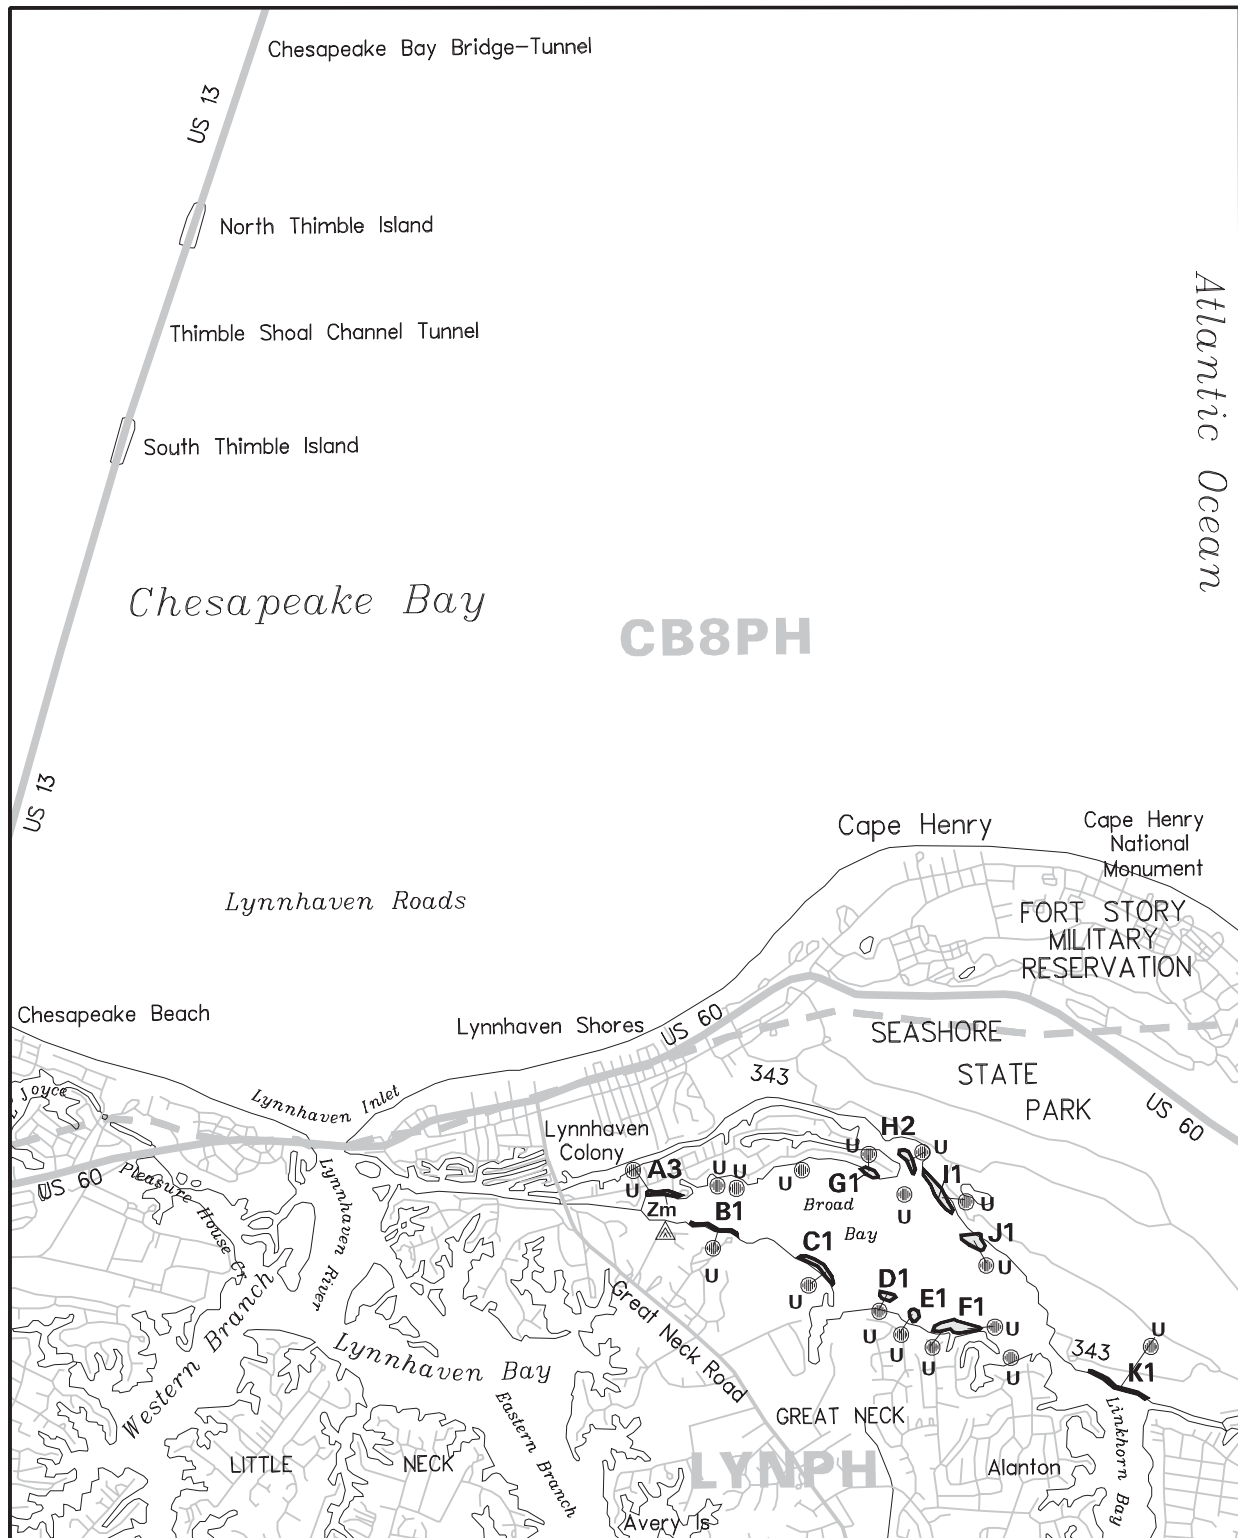 Chesapeake Bay Bridge-Tunnel
US 13
North Thimble Island
Thimble Shoal Channel Tunnel
South Thimble Island
Atlantic Ocean
Chesapeake Bay
CB8PH
US 13
Cape Henry
Cape Henry
National
Monument
Lynnhaven Roads
FORT STORY
MILITARY
RESERVATION
Chesapeake Beach
Lynnhaven Shores
US 60
SEASHORE
STATE
PARK
343
US 60
Joyce
Lynnhaven Inlet
Lynnhaven
Colony
H2
U
U
A3
U
U
U
U
G1
I1
U
US 60
Pleasure House Cr
Lynnhaven River
Zm
B1
Broad
Bay
U
J1
C1
U
U
U
D1
E1
F1
U
U
U
U
U
U
343
K1
Great Neck Road
Western Branch
Lynnhaven Bay
Eastern Branch
GREAT NECK
Linkhorn Bay
LITTLE
NECK
LYNPH
Alanton
Avery Is